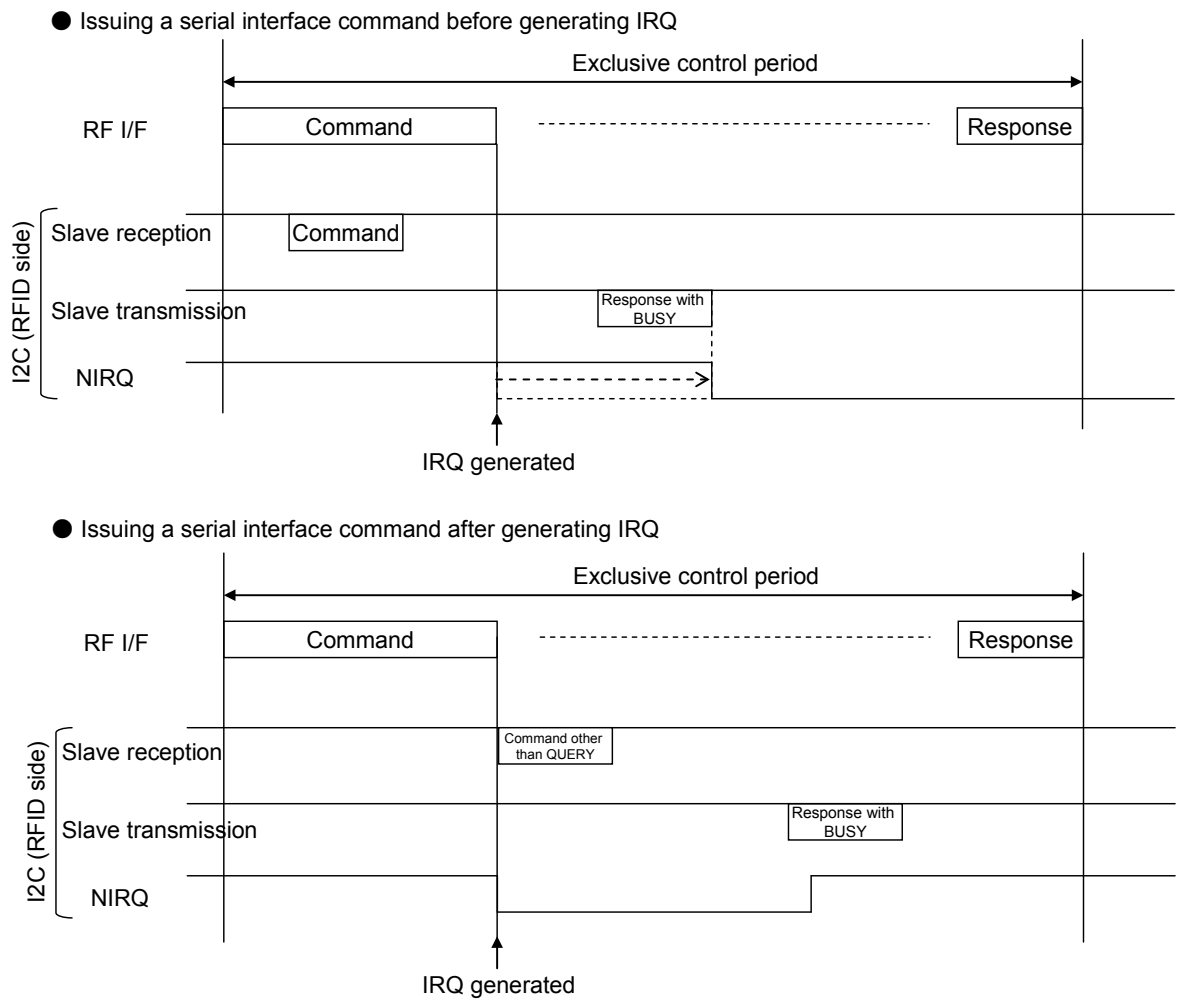 ● Issuing a serial interface command before generating IRQ
Exclusive control period
RF I/F
Command
Response
I2C (RFID side)
Slave reception
Command
Slave transmission
Response with
BUSY
NIRQ
IRQ generated
● Issuing a serial interface command after generating IRQ
Exclusive control period
RF I/F
Command
Response
I2C (RFID side)
Slave reception
Command other
than QUERY
Slave transmission
Response with
BUSY
NIRQ
IRQ generated